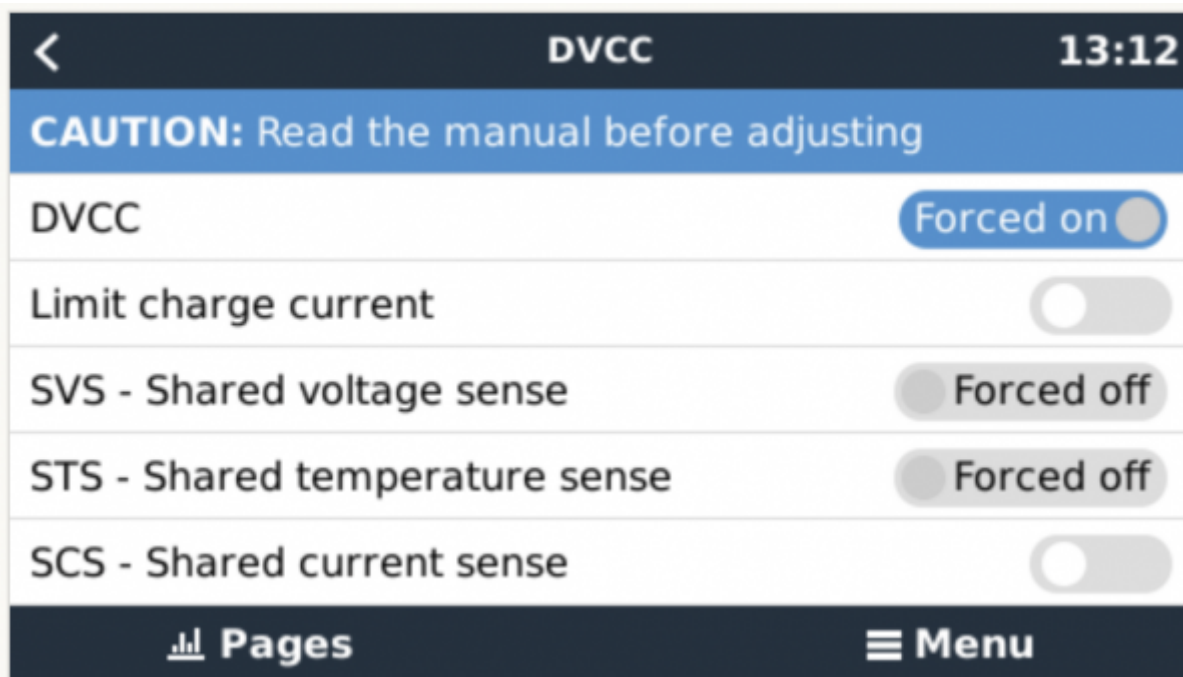 DVCC 13:12
CAUTION: Read the manual before adjusting
DVCC Forced on
Limit charge current
SVS - Shared voltage sense Forced off
STS - Shared temperature sense Forced off
SCS - Shared current sense
Pages Menu